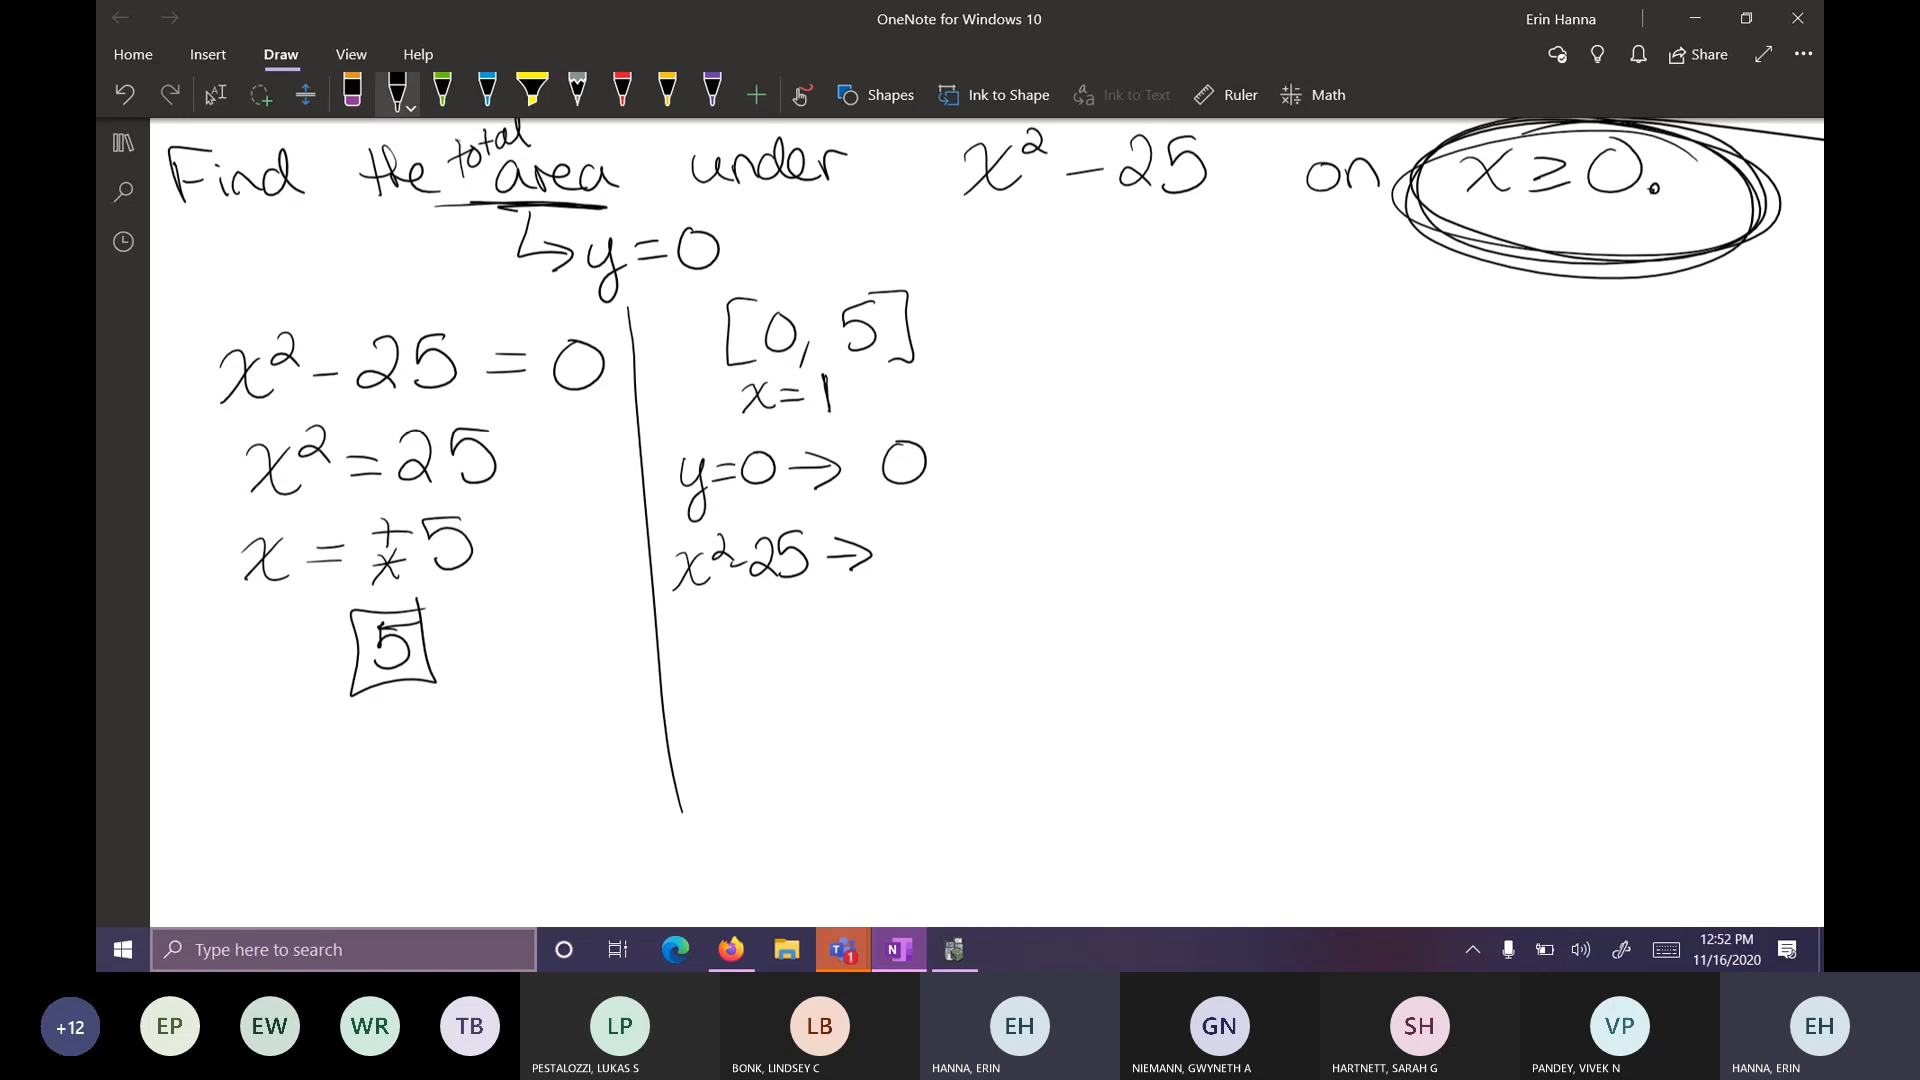 OneNote for Windows 10
Erin Hanna
Home Insert Draw View Help
Share
Shapes Ink to Shape Ink to Text Ruler Math
Find the total area under x² - 25 on x ≥ 0.
↳ y = 0
x² - 25 = 0
x² = 25
x = ± 5
5
[0, 5]
x = 1
y = 0 → 0
x² - 25 →
Type here to search
1
12:52 PM
11/16/2020
+12 EP EW WR TB LP LB EH GN SH VP EH
PESTALOZZI, LUKAS S BONK, LINDSEY C HANNA, ERIN NIEMANN, GWYNETH A HARTNETT, SARAH G PANDEY, VIVEK N HANNA, ERIN